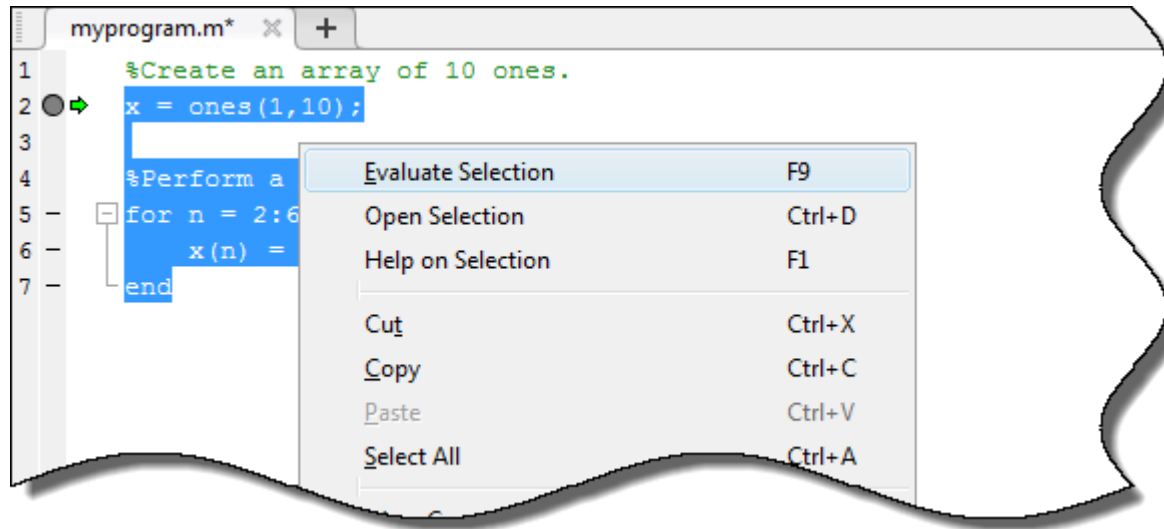 myprogram.m*
1 %Create an array of 10 ones.
2 x = ones(1,10);
3
4 %Perform a
5 for n = 2:6
6 x(n) =
7 end
Evaluate Selection F9
Open Selection Ctrl+D
Help on Selection F1
Cut Ctrl+X
Copy Ctrl+C
Paste Ctrl+V
Select All Ctrl+A